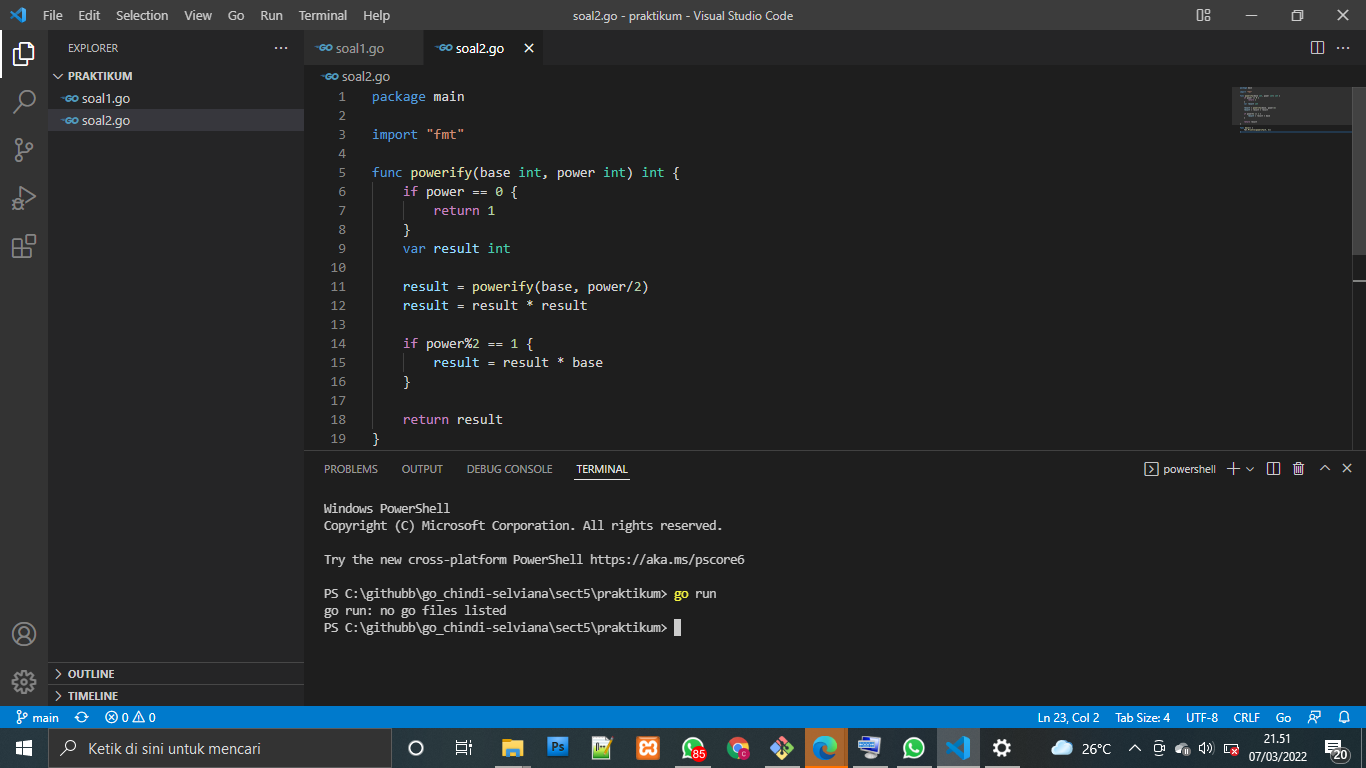 File Edit Selection View Go Run Terminal Help
soal2.go - praktikum - Visual Studio Code
EXPLORER
PRAKTIKUM
soal1.go
soal2.go
OUTLINE
TIMELINE
GO soal1.go
GO soal2.go
GO soal2.go
1 package main
2
3 import "fmt"
4
5 func powerify(base int, power int) int {
6 if power == 0 {
7 return 1
8 }
9 var result int
10
11 result = powerify(base, power/2)
12 result = result * result
13
14 if power%2 == 1 {
15 result = result * base
16 }
17
18 return result
19 }
PROBLEMS OUTPUT DEBUG CONSOLE TERMINAL
powershell
Windows PowerShell
Copyright (C) Microsoft Corporation. All rights reserved.
Try the new cross-platform PowerShell https://aka.ms/pscore6
PS C:\githubb\go_chindi-selviana\sect5\praktikum> go run
go run: no go files listed
PS C:\githubb\go_chindi-selviana\sect5\praktikum>
main 0 0 Ln 23, Col 2 Tab Size: 4 UTF-8 CRLF Go
Ketik di sini untuk mencari
Ps
85
26°C
21.51
07/03/2022
20